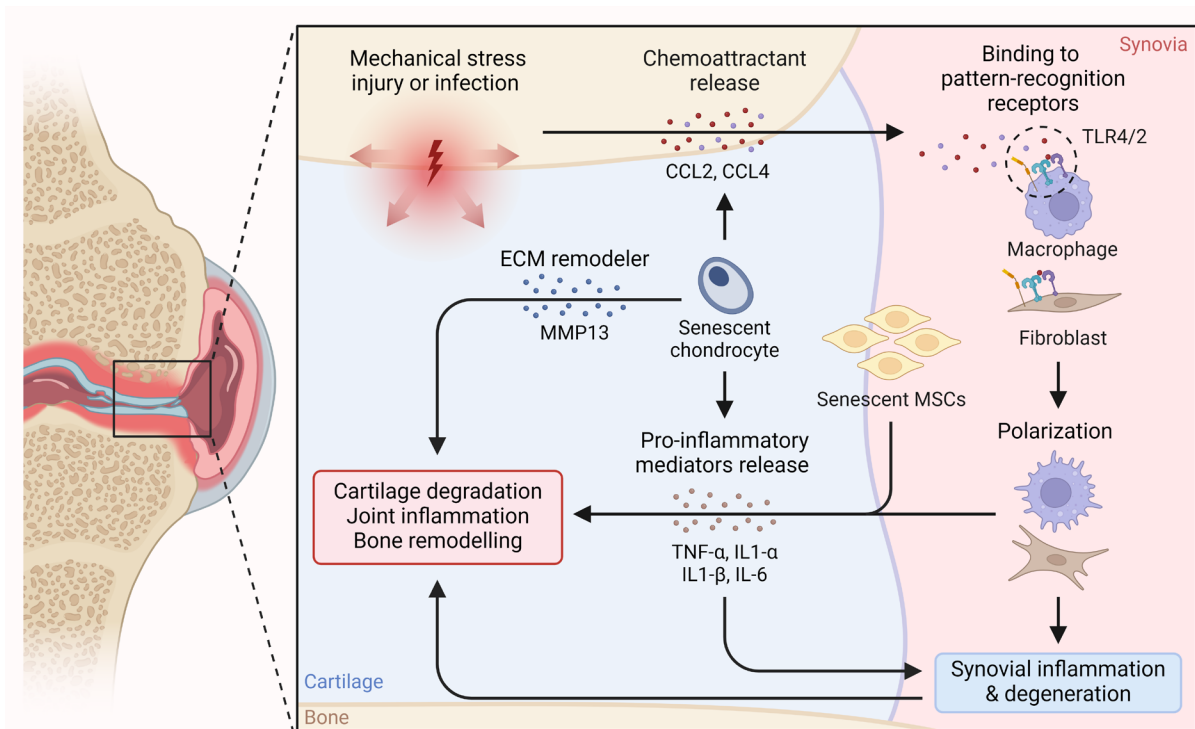 Synovia
Mechanical stress
injury or infection
Chemoattractant
release
CCL2, CCL4
Binding to
pattern-recognition
receptors
TLR4/2
Macrophage
Fibroblast
ECM remodeler
MMP13
Senescent
chondrocyte
Senescent MSCs
Polarization
Pro-inflammatory
mediators release
TNF-α, IL1-α
IL1-β, IL-6
Cartilage degradation
Joint inflammation
Bone remodelling
Synovial inflammation
& degeneration
Cartilage
Bone